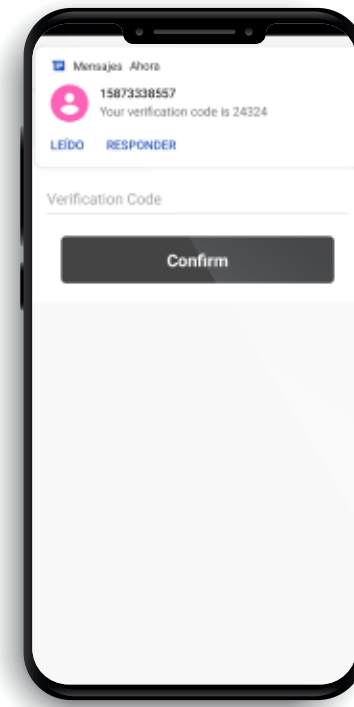 Mensajes Ahora
15873338557
Your verification code is 24324
LEÍDO RESPONDER
Verification Code
Confirm